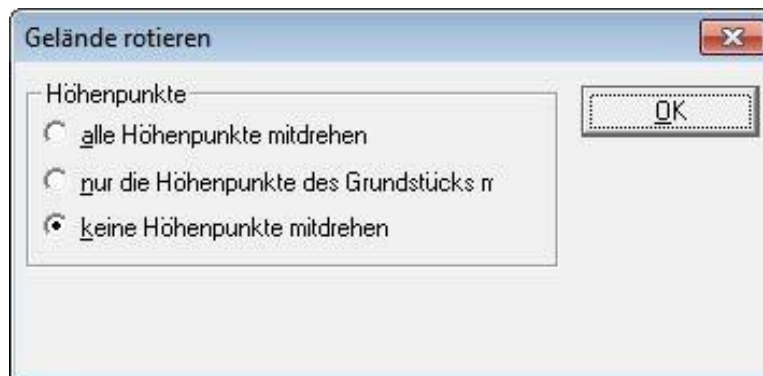 Gelände rotieren
Höhenpunkte
alle Höhenpunkte mitdrehen
OK
nur die Höhenpunkte des Grundstücks
keine Höhenpunkte mitdrehen